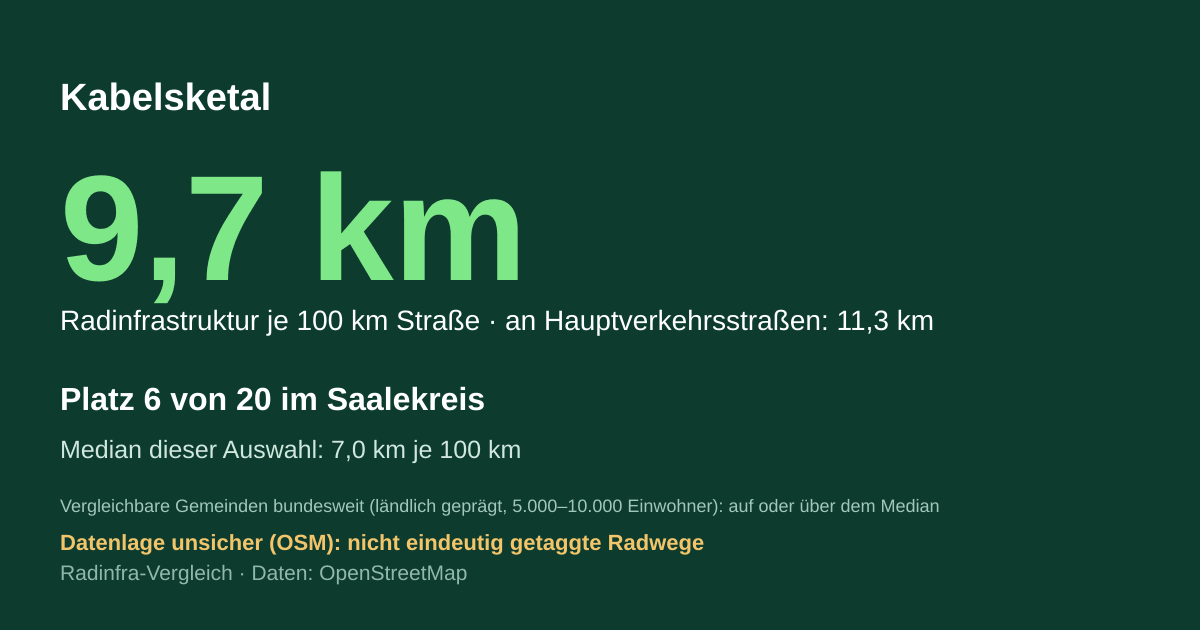 Kabelsketal
9,7 km
Radinfrastruktur je 100 km Straße · an Hauptverkehrsstraßen: 11,3 km
Platz 6 von 20 im Saalekreis
Median dieser Auswahl: 7,0 km je 100 km
Vergleichbare Gemeinden bundesweit (ländlich geprägt, 5.000–10.000 Einwohner): auf oder über dem Median
Datenlage unsicher (OSM): nicht eindeutig getaggte Radwege
Radinfra-Vergleich · Daten: OpenStreetMap